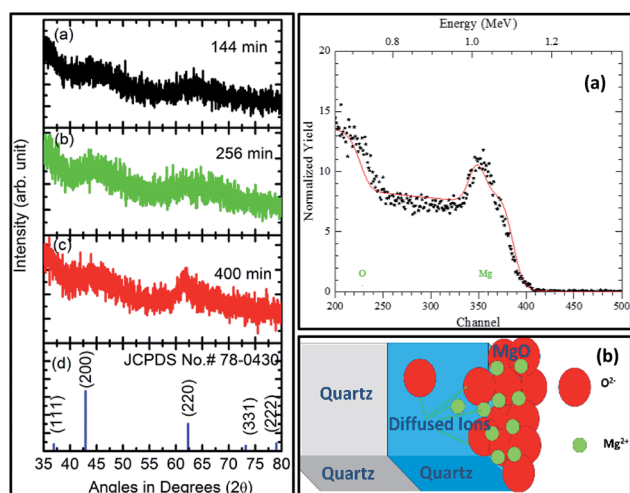 (a)
144 min
(b)
256 min
(c)
400 min
(d)
JCPDS No.# 78-0430
(111)
(200)
(220)
(331)
(222)
35 40 45 50 55 60 65 70 75 80
Angles in Degrees (2θ)
Intensity (arb. unit)
Energy (MeV)
0.8 1.0 1.2
(a)
20
15
10
5
0
Normalized Yield
O
Mg
200 250 300 350 400 450 500
Channel
(b)
MgO
Quartz
Quartz
Diffused Ions
Quartz
Quartz
O2-
Mg2+